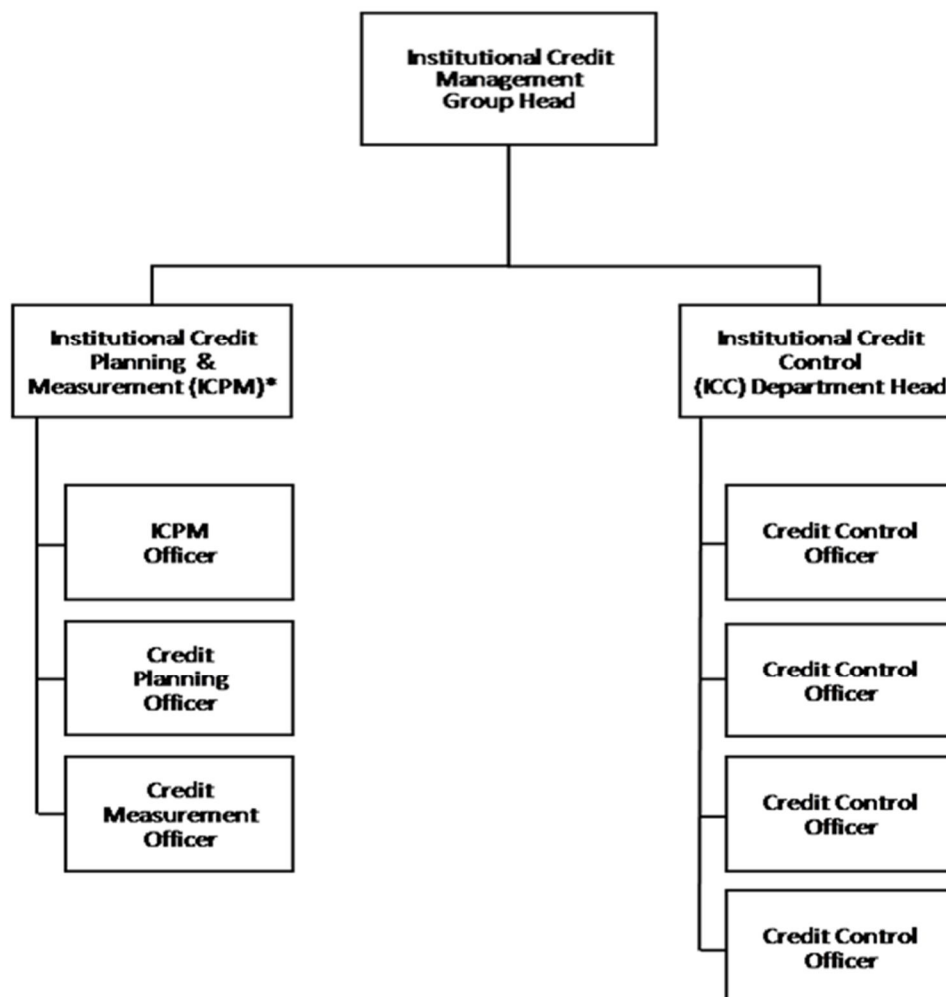 Institutional Credit
Management
Group Head
Institutional Credit
Planning &
Measurement (ICPM)*
Institutional Credit
Control
(ICC) Department Head
ICPM
Officer
Credit
Planning
Officer
Credit
Measurement
Officer
Credit Control
Officer
Credit Control
Officer
Credit Control
Officer
Credit Control
Officer